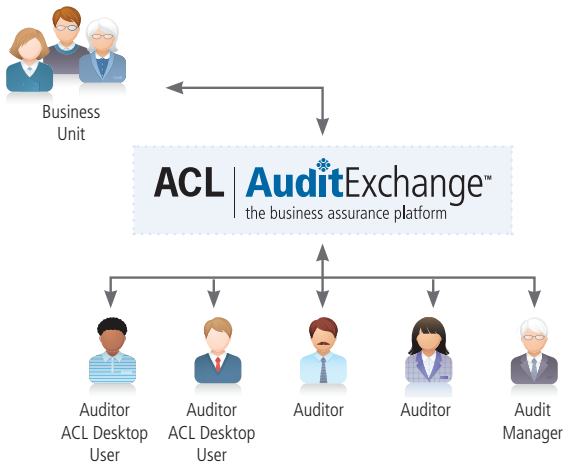 Business
Unit
ACL | AuditExchange™
the business assurance platform
Auditor
ACL Desktop
User
Auditor
ACL Desktop
User
Auditor
Auditor
Audit
Manager